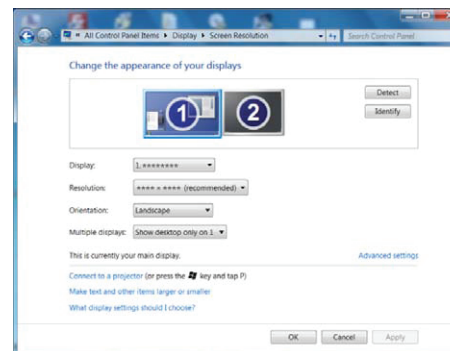 All Control Panel Items ▸ Display ▸ Screen Resolution
Search Control Panel
Change the appearance of your displays
1
2
Detect
Identify
Display: 1. ********
Resolution: **** × **** (recommended)
Orientation: Landscape
Multiple displays: Show desktop only on 1
This is currently your main display.
Advanced settings
Connect to a projector (or press the key and tap P)
Make text and other items larger or smaller
What display settings should I choose?
OK
Cancel
Apply